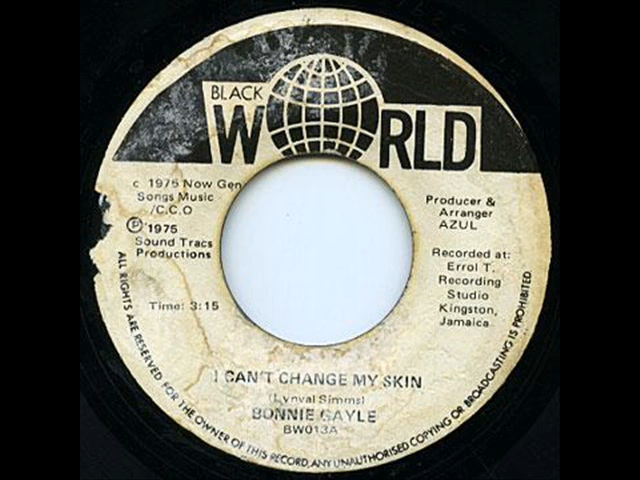 BLACK
WORLD
c 1975 Now Gen
Songs Music
/C.C.O
℗ 1975
Sound Tracs
Productions
Time: 3:15
Producer &
Arranger
AZUL
Recorded at:
Errol T.
Recording
Studio
Kingston,
Jamaica
I CAN'T CHANGE MY SKIN
(Lynval Simms)
BONNIE GAYLE
BW013A
ALL RIGHTS ARE RESERVED FOR THE OWNER OF THIS RECORD, ANY UNAUTHORISED COPYING OR BROADCASTING IS PROHIBITED